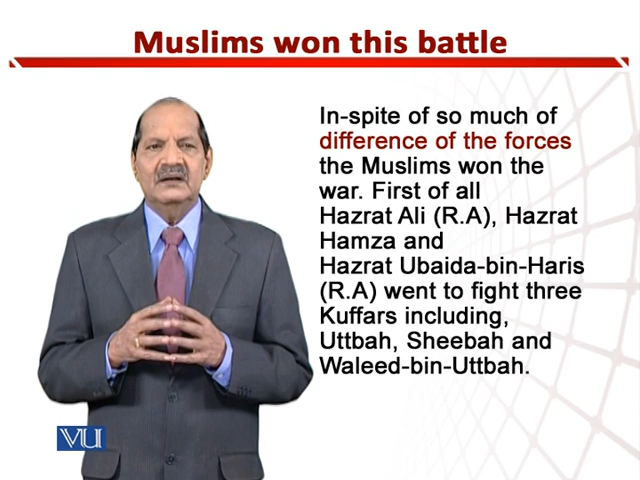 Muslims won this battle
In-spite of so much of
difference of the forces
the Muslims won the
war. First of all
Hazrat Ali (R.A), Hazrat
Hamza and
Hazrat Ubaida-bin-Haris
(R.A) went to fight three
Kuffars including,
Uttbah, Sheebah and
Waleed-bin-Uttbah.
VU